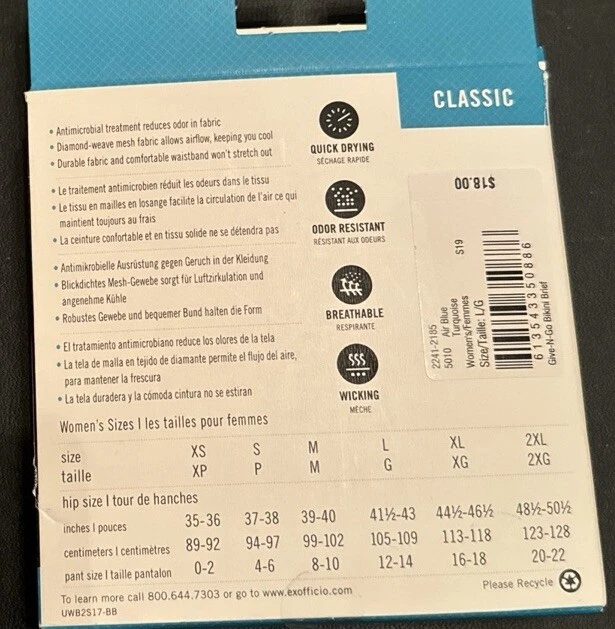 CLASSIC
• Antimicrobial treatment reduces odor in fabric
• Diamond-weave mesh fabric allows airflow, keeping you cool
• Durable fabric and comfortable waistband won't stretch out
• Le traitement antimicrobien réduit les odeurs dans le tissu
• Le tissu en mailles en losange facilite la circulation de l'air ce qui
maintient toujours au frais
• La ceinture confortable et en tissu solide ne se détendra pas
• Antimikrobielle Ausrüstung gegen Geruch in der Kleidung
• Blickdichtes Mesh-Gewebe sorgt für Luftzirkulation und
angenehme Kühle
• Robustes Gewebe und bequemer Bund halten die Form
• El tratamiento antimicrobiano reduce los olores de la tela
• La tela de malla en tejido de diamante permite el flujo del aire,
para mantener la frescura
• La tela duradera y la cómoda cintura no se estiran
QUICK DRYING
SÉCHAGE RAPIDE
ODOR RESISTANT
RÉSISTANT AUX ODEURS
BREATHABLE
RESPIRANTE
WICKING
MÈCHE
$18.00
2241-2185
5010 Air Blue
Turquoise S19
Women's/Femmes
Size/Taille: L/G
613543350886
Give-N-Go Bikini Brief
Women's Sizes | les tailles pour femmes
size XS S M L XL 2XL
taille XP P M G XG 2XG
hip size | tour de hanches
inches | pouces 35-36 37-38 39-40 41½-43 44½-46½ 48½-50½
centimeters | centimètres 89-92 94-97 99-102 105-109 113-118 123-128
pant size | taille pantalon 0-2 4-6 8-10 12-14 16-18 20-22
To learn more call 800.644.7303 or go to www.exofficio.com
Please Recycle
UWB2S17-BB